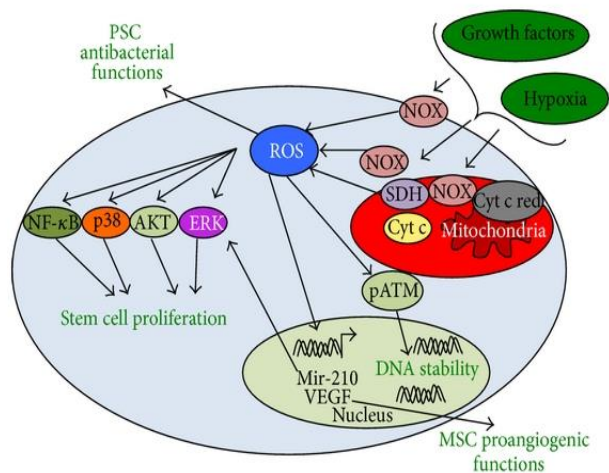 PSC
antibacterial
functions
Growth factors
Hypoxia
NOX
ROS
NOX
SDH
NOX
Cyt c red
Cyt c
Mitochondria
NF-κB
p38
AKT
ERK
pATM
Stem cell proliferation
DNA stability
Mir-210
VEGF
Nucleus
MSC proangiogenic
functions